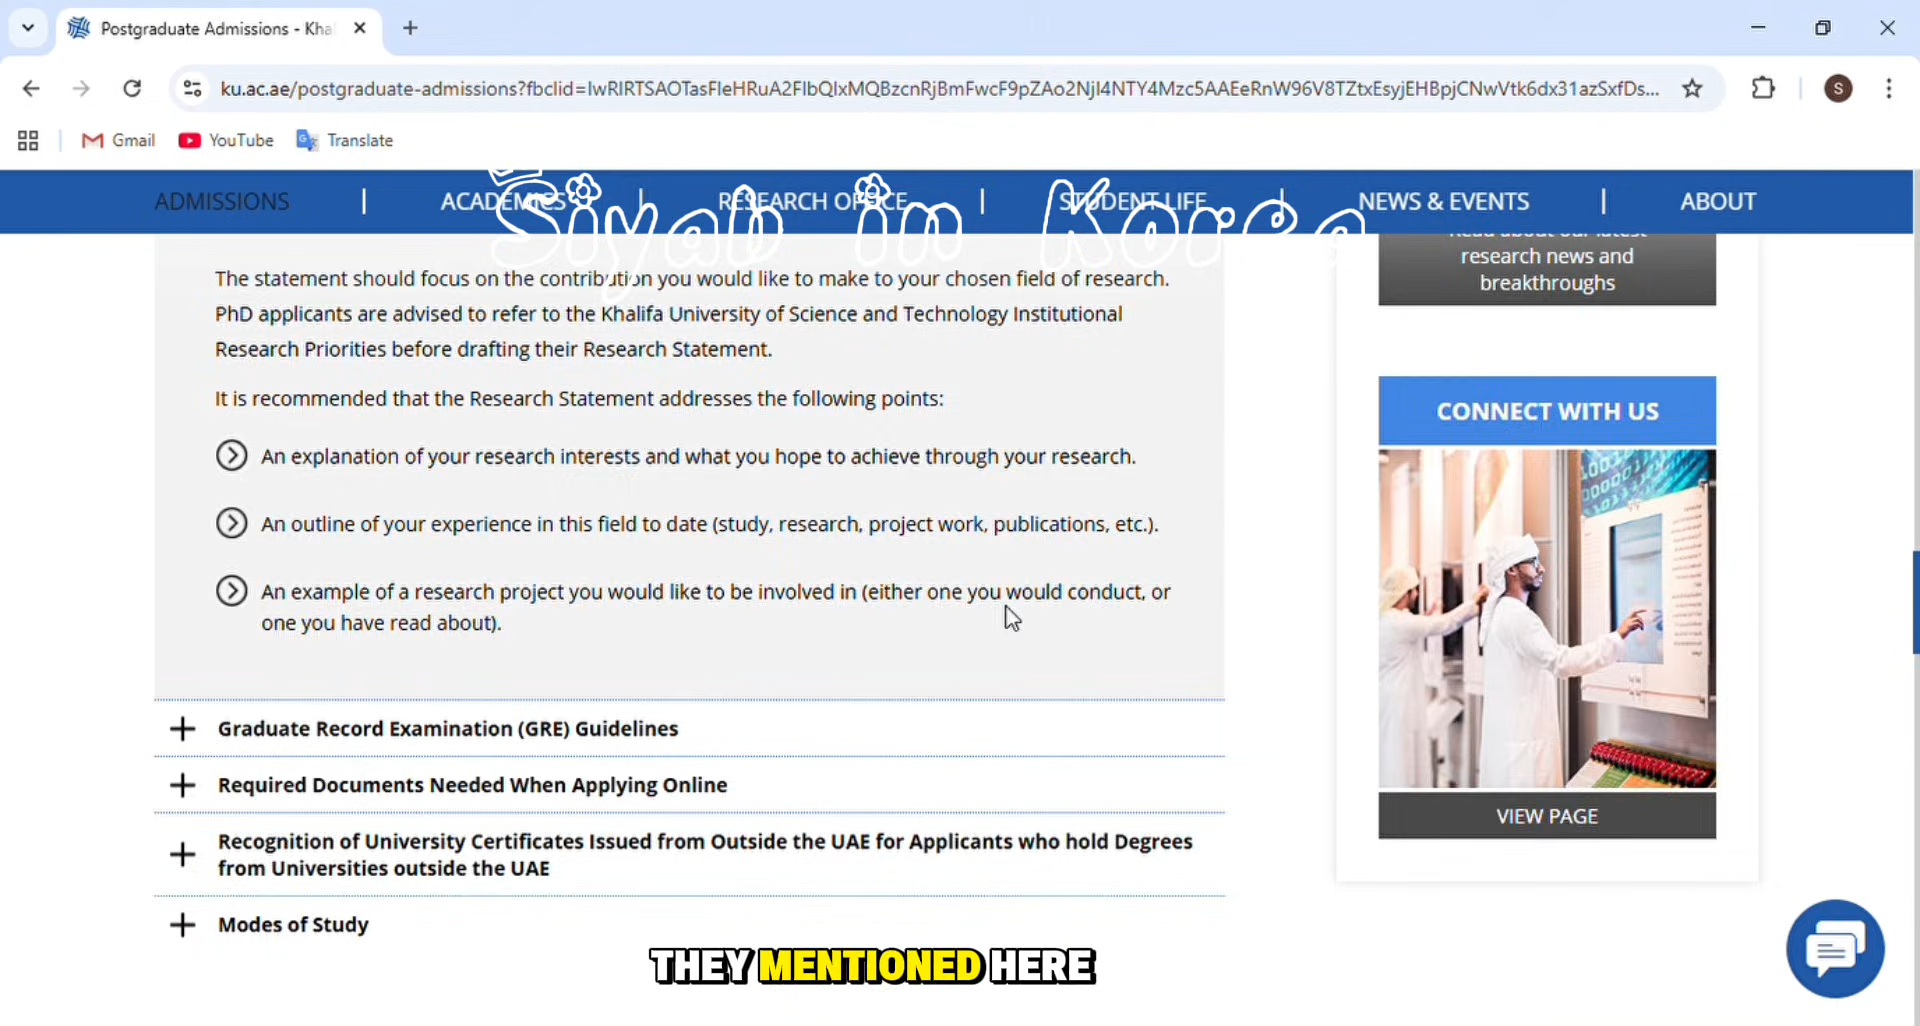 Postgraduate Admissions - Kha
ku.ac.ae/postgraduate-admissions?fbclid=IwRlRTSAOTasFleHRuA2FlbQIxMQBzcnRjBmFwcF9pZAo2NjI4NTY4Mzc5AAEeRnW96V8TZtxEsyjEHBpjCNwVtk6dx31azSxfDs...
S
Gmail YouTube Translate
ADMISSIONS | ACADEMICS | RESEARCH OFFICE | STUDENT LIFE | NEWS & EVENTS | ABOUT
Siyab in Korea
The statement should focus on the contribution you would like to make to your chosen field of research.
PhD applicants are advised to refer to the Khalifa University of Science and Technology Institutional
Research Priorities before drafting their Research Statement.
It is recommended that the Research Statement addresses the following points:
An explanation of your research interests and what you hope to achieve through your research.
An outline of your experience in this field to date (study, research, project work, publications, etc.).
An example of a research project you would like to be involved in (either one you would conduct, or
one you have read about).
Graduate Record Examination (GRE) Guidelines
Required Documents Needed When Applying Online
Recognition of University Certificates Issued from Outside the UAE for Applicants who hold Degrees
from Universities outside the UAE
Modes of Study
Read about our latest
research news and
breakthroughs
CONNECT WITH US
VIEW PAGE
THEY MENTIONED HERE